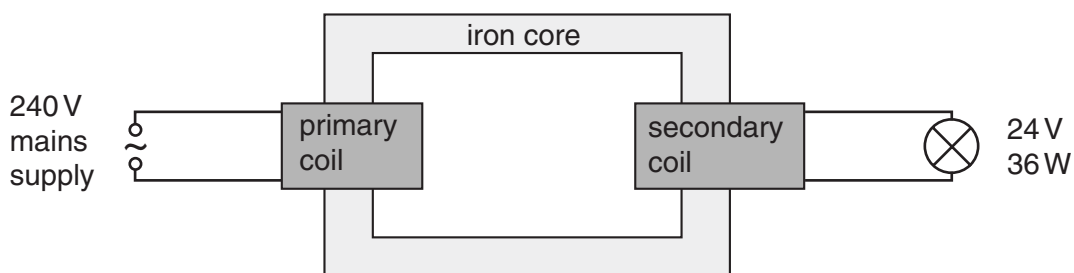 iron core
240 V
mains
supply
~
primary
coil
secondary
coil
24 V
36 W